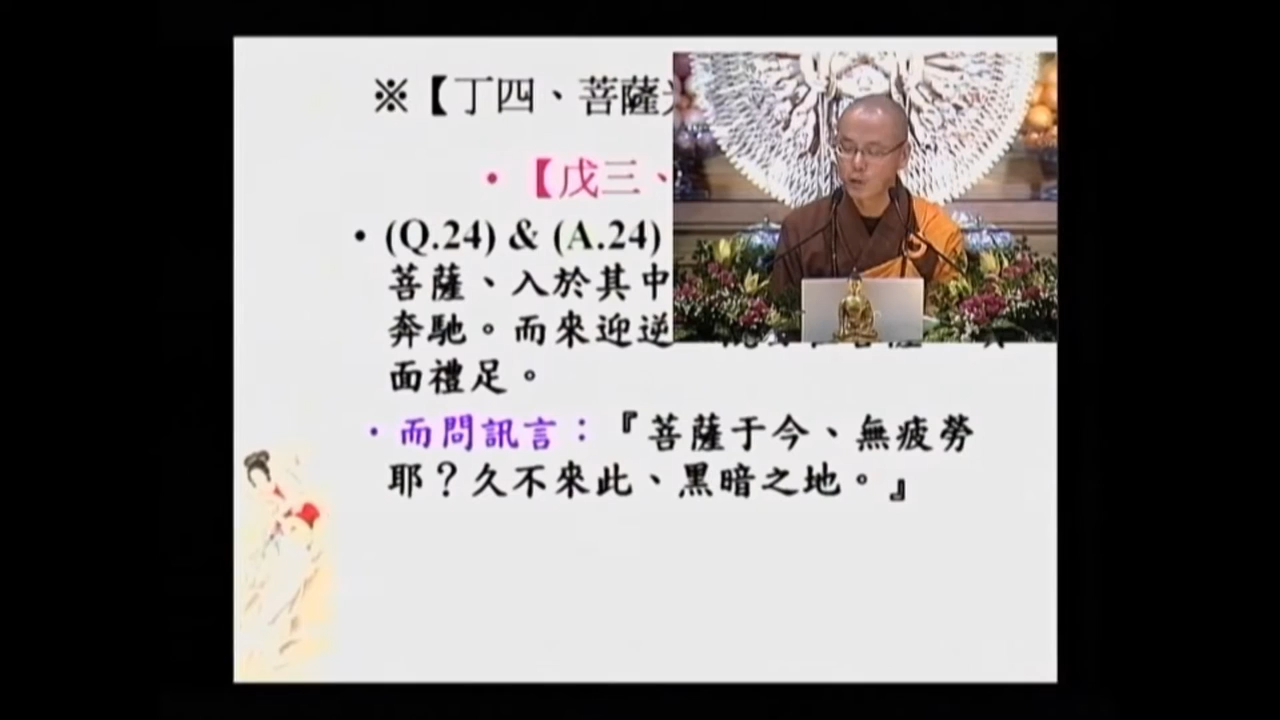 ※【丁四、菩薩
• 【戊三、
• (Q.24) & (A.24)
菩薩、入於其中
奔馳。而來迎逆
面禮足。
• 而問訊言：『菩薩于今、無疲勞
耶？久不來此、黑暗之地。』